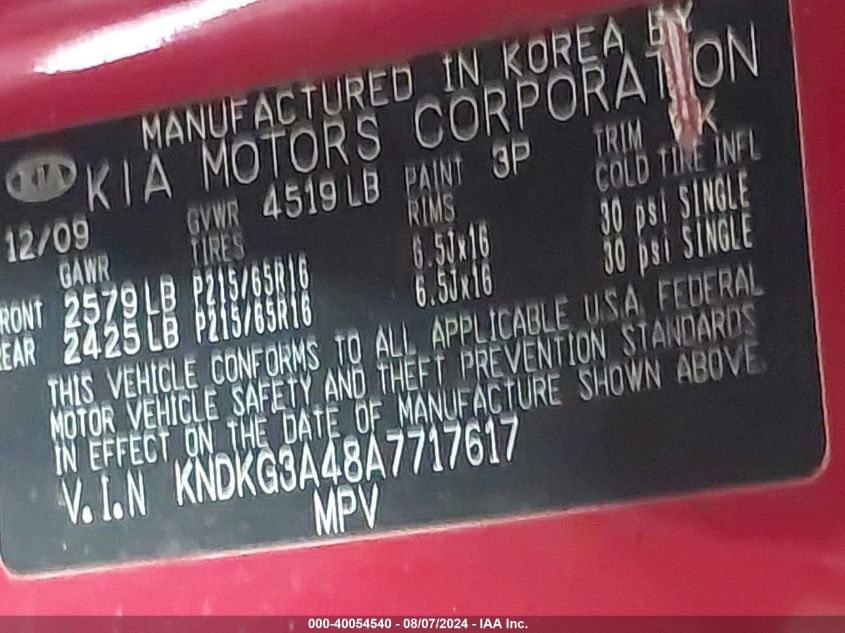 MANUFACTURED IN KOREA BY
KIA KIA MOTORS CORPORATION
12/09 GVWR 4519 LB PAINT 3P TRIM
GAWR TIRES RIMS COLD TIRE INFL
FRONT 2579 LB P215/65R16 6.5Jx16 30 psi SINGLE
REAR 2425 LB P215/65R16 6.5Jx16 30 psi SINGLE
THIS VEHICLE CONFORMS TO ALL APPLICABLE U.S.A. FEDERAL
MOTOR VEHICLE SAFETY AND THEFT PREVENTION STANDARDS
IN EFFECT ON THE DATE OF MANUFACTURE SHOWN ABOVE.
V.I.N KNDKG3A48A7717617
MPV
000-40054540 - 08/07/2024 - IAA Inc.